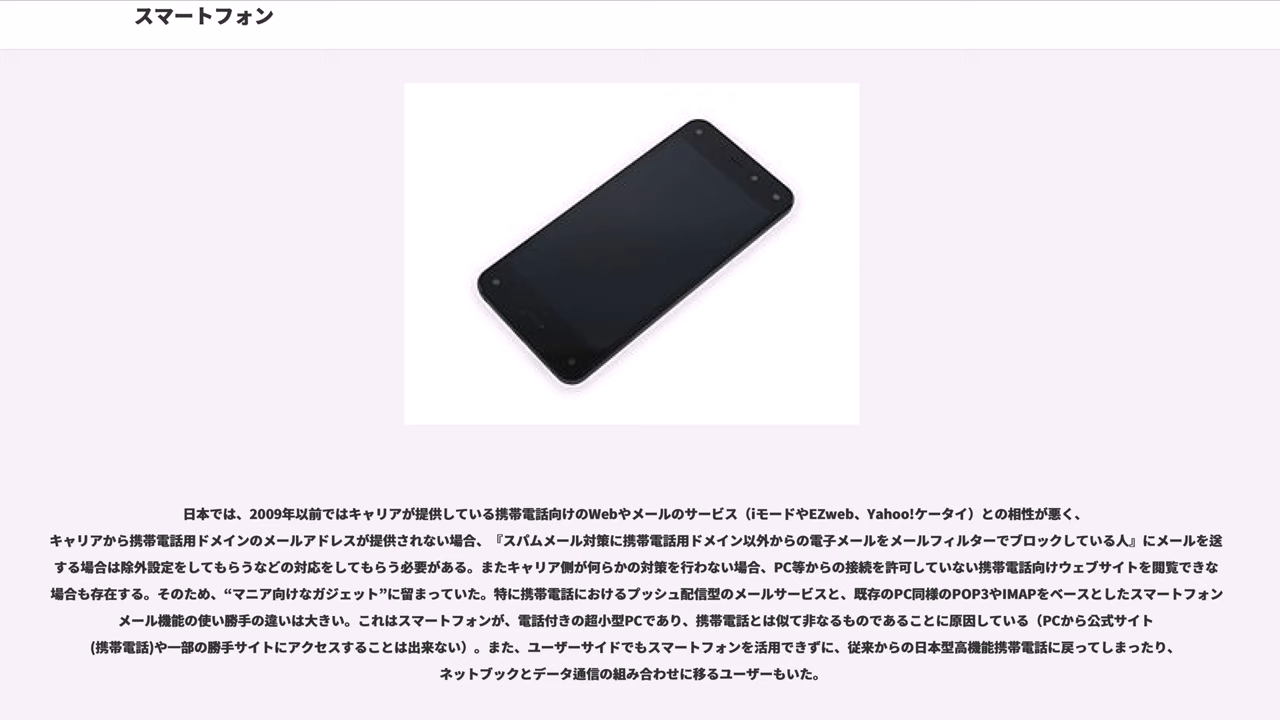 スマートフォン
日本では、2009年以前ではキャリアが提供している携帯電話向けのWebやメールのサービス（iモードやEZweb、Yahoo!ケータイ）との相性が悪く、
キャリアから携帯電話用ドメインのメールアドレスが提供されない場合、『スパムメール対策に携帯電話用ドメイン以外からの電子メールをメールフィルターでブロックしている人』にメールを送
する場合は除外設定をしてもらうなどの対応をしてもらう必要がある。またキャリア側が何らかの対策を行わない場合、PC等からの接続を許可していない携帯電話向けウェブサイトを閲覧できな
場合も存在する。そのため、“マニア向けなガジェット”に留まっていた。特に携帯電話におけるプッシュ配信型のメールサービスと、既存のPC同様のPOP3やIMAPをベースとしたスマートフォン
メール機能の使い勝手の違いは大きい。これはスマートフォンが、電話付きの超小型PCであり、携帯電話とは似て非なるものであることに原因している（PCから公式サイト
(携帯電話)や一部の勝手サイトにアクセスすることは出来ない）。また、ユーザーサイドでもスマートフォンを活用できずに、従来からの日本型高機能携帯電話に戻ってしまったり、
ネットブックとデータ通信の組み合わせに移るユーザーもいた。